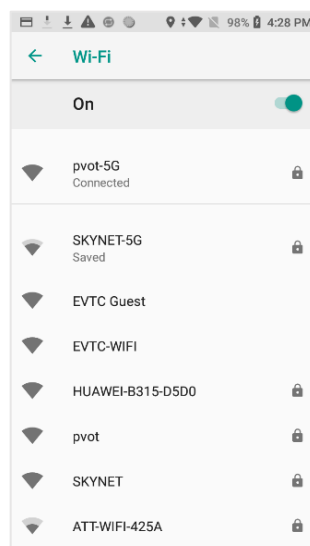 98% 4:28 PM
Wi-Fi
On
pvot-5G
Connected
SKYNET-5G
Saved
EVTC Guest
EVTC-WIFI
HUAWEI-B315-D5D0
pvot
SKYNET
ATT-WIFI-425A